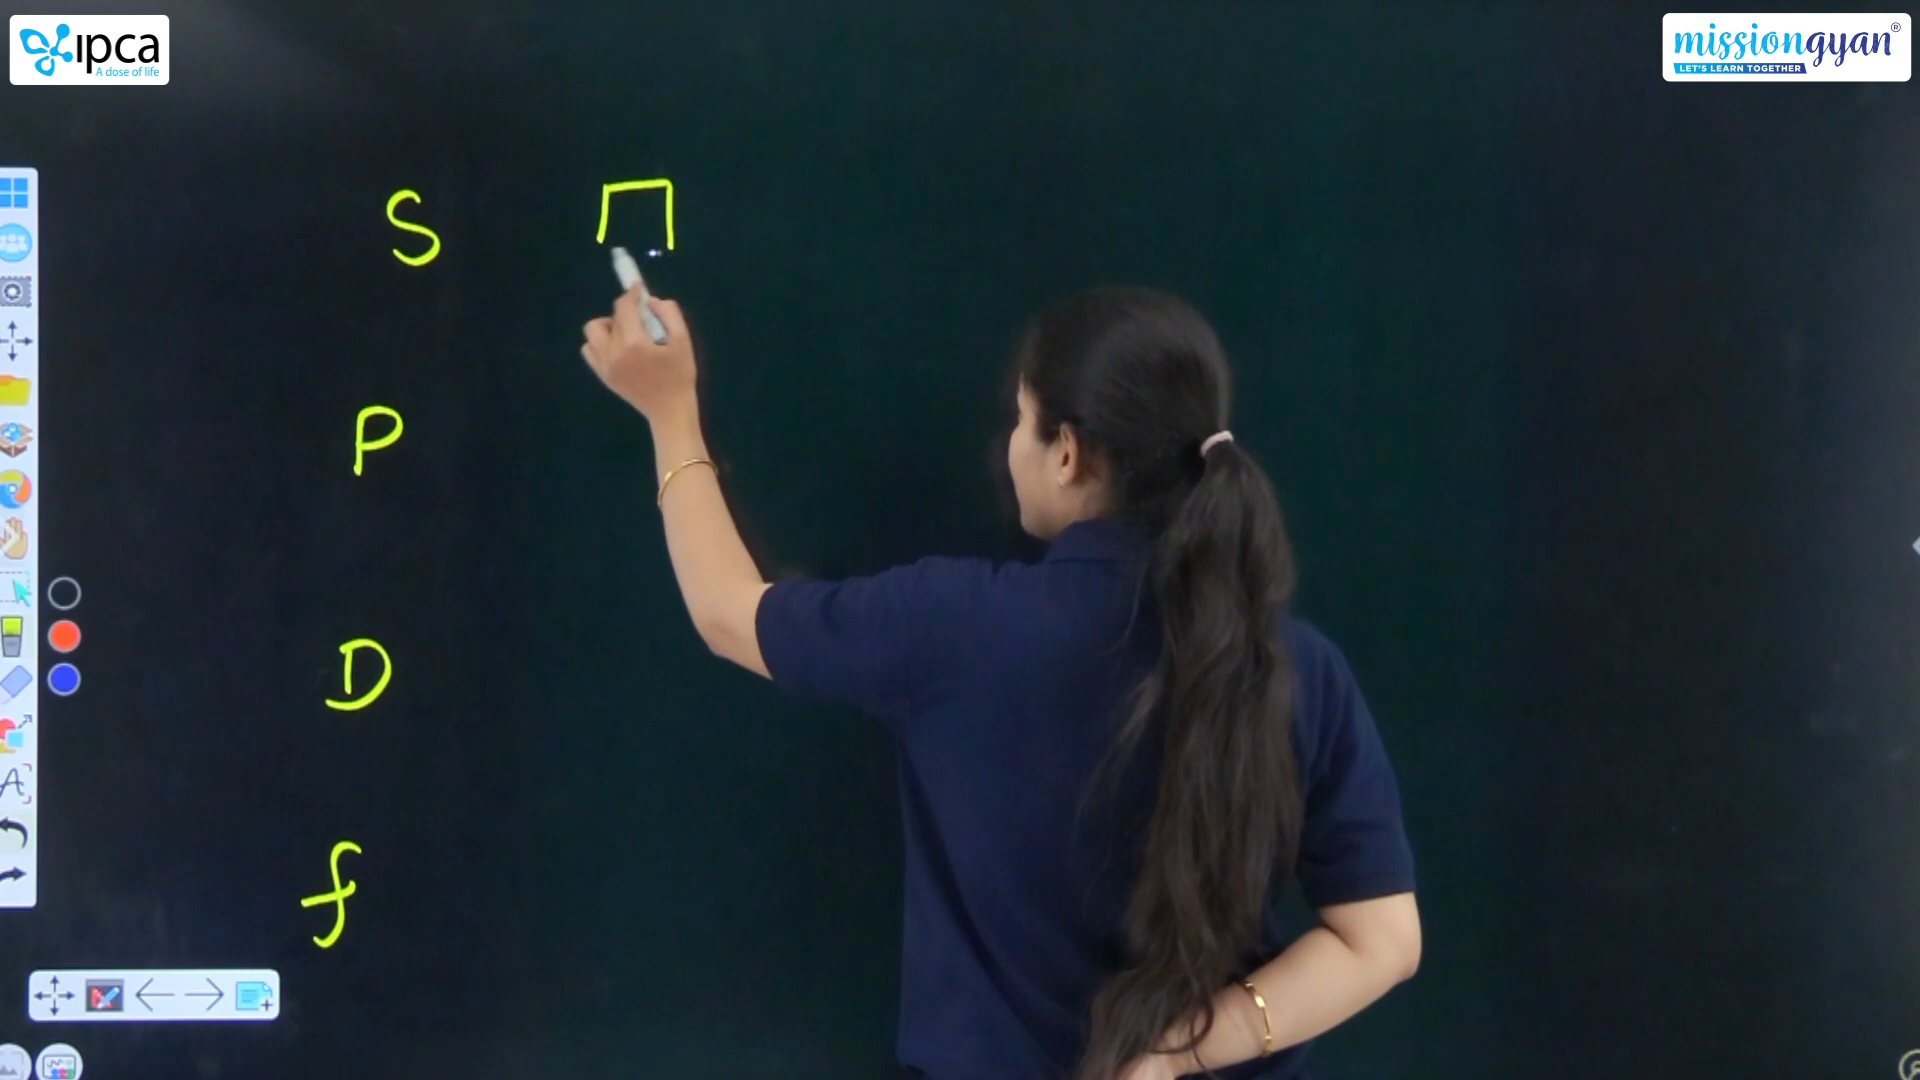 ipca
A dose of life
missiongyan®
LET'S LEARN TOGETHER
S
P
D
f
A